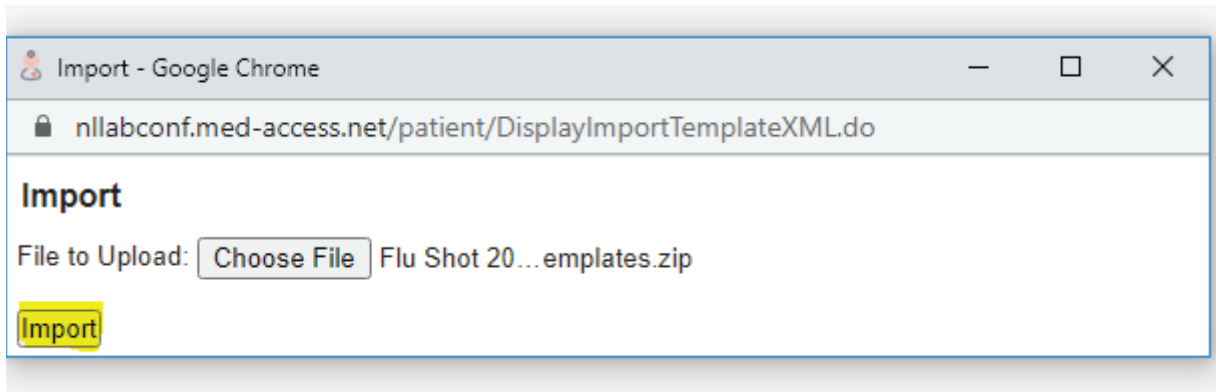 Import - Google Chrome
nllabconf.med-access.net/patient/DisplayImportTemplateXML.do
Import
File to Upload: Choose File Flu Shot 20...emplates.zip
Import